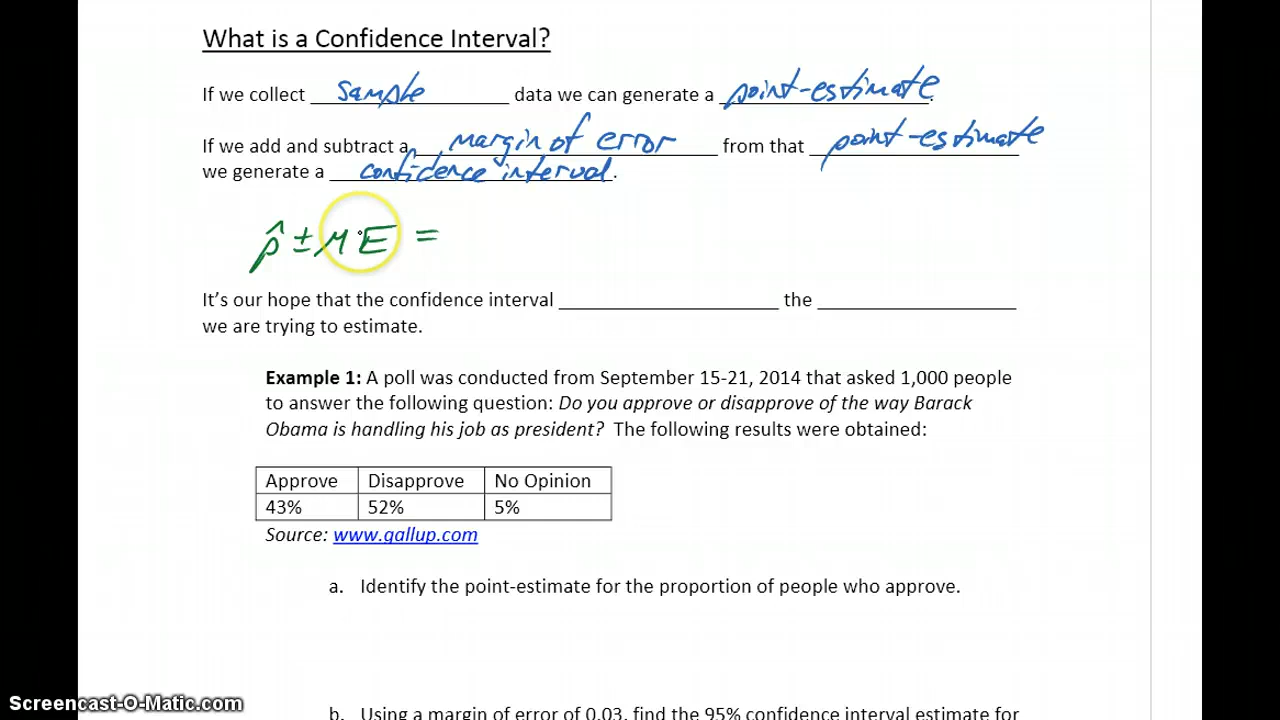 What is a Confidence Interval?
If we collect sample data we can generate a point-estimate.
If we add and subtract a margin of error from that point-estimate
we generate a confidence interval.
p̂ ± ME =
It's our hope that the confidence interval ____________________ the __________________
we are trying to estimate.
Example 1: A poll was conducted from September 15-21, 2014 that asked 1,000 people
to answer the following question: Do you approve or disapprove of the way Barack
Obama is handling his job as president? The following results were obtained:
Approve Disapprove No Opinion
43% 52% 5%
Source: www.gallup.com
a. Identify the point-estimate for the proportion of people who approve.
b. Using a margin of error of 0.03, find the 95% confidence interval estimate for
Screencast-O-Matic.com